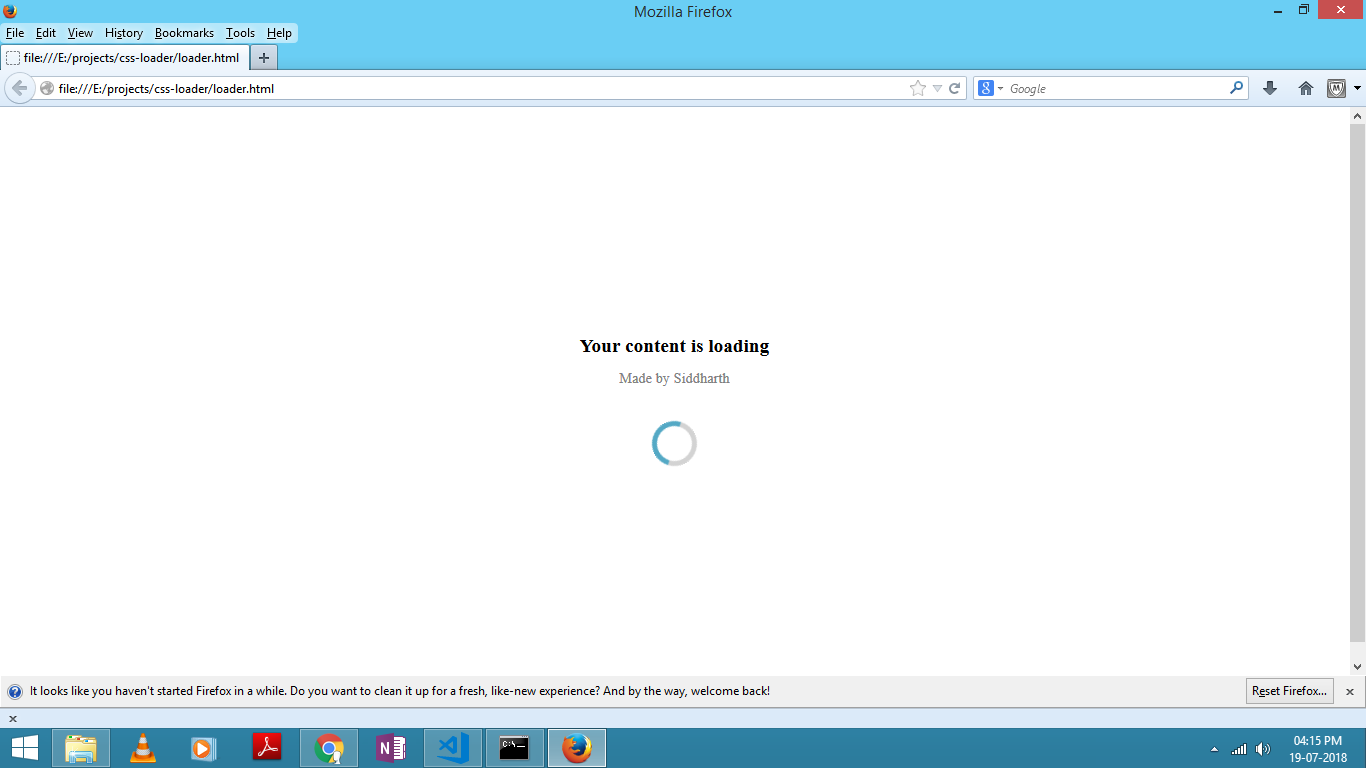 Mozilla Firefox
File Edit View History Bookmarks Tools Help
file:///E:/projects/css-loader/loader.html
file:///E:/projects/css-loader/loader.html
Google
Your content is loading
Made by Siddharth
It looks like you haven't started Firefox in a while. Do you want to clean it up for a fresh, like-new experience? And by the way, welcome back!
Reset Firefox...
04:15 PM
19-07-2018